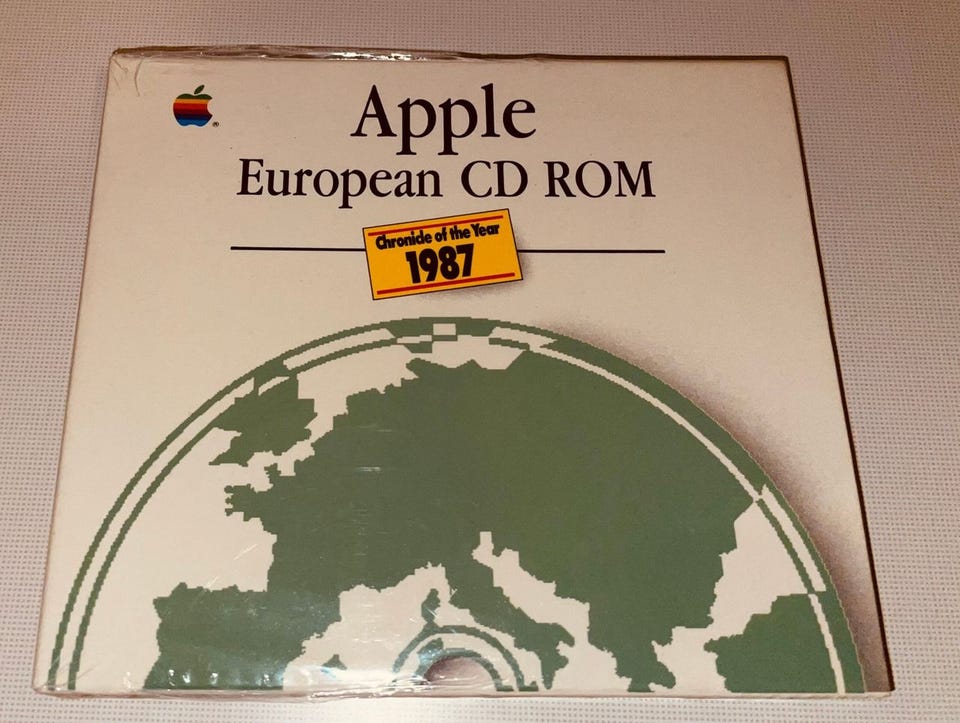 Apple
European CD ROM
Chronicle of the Year
1987